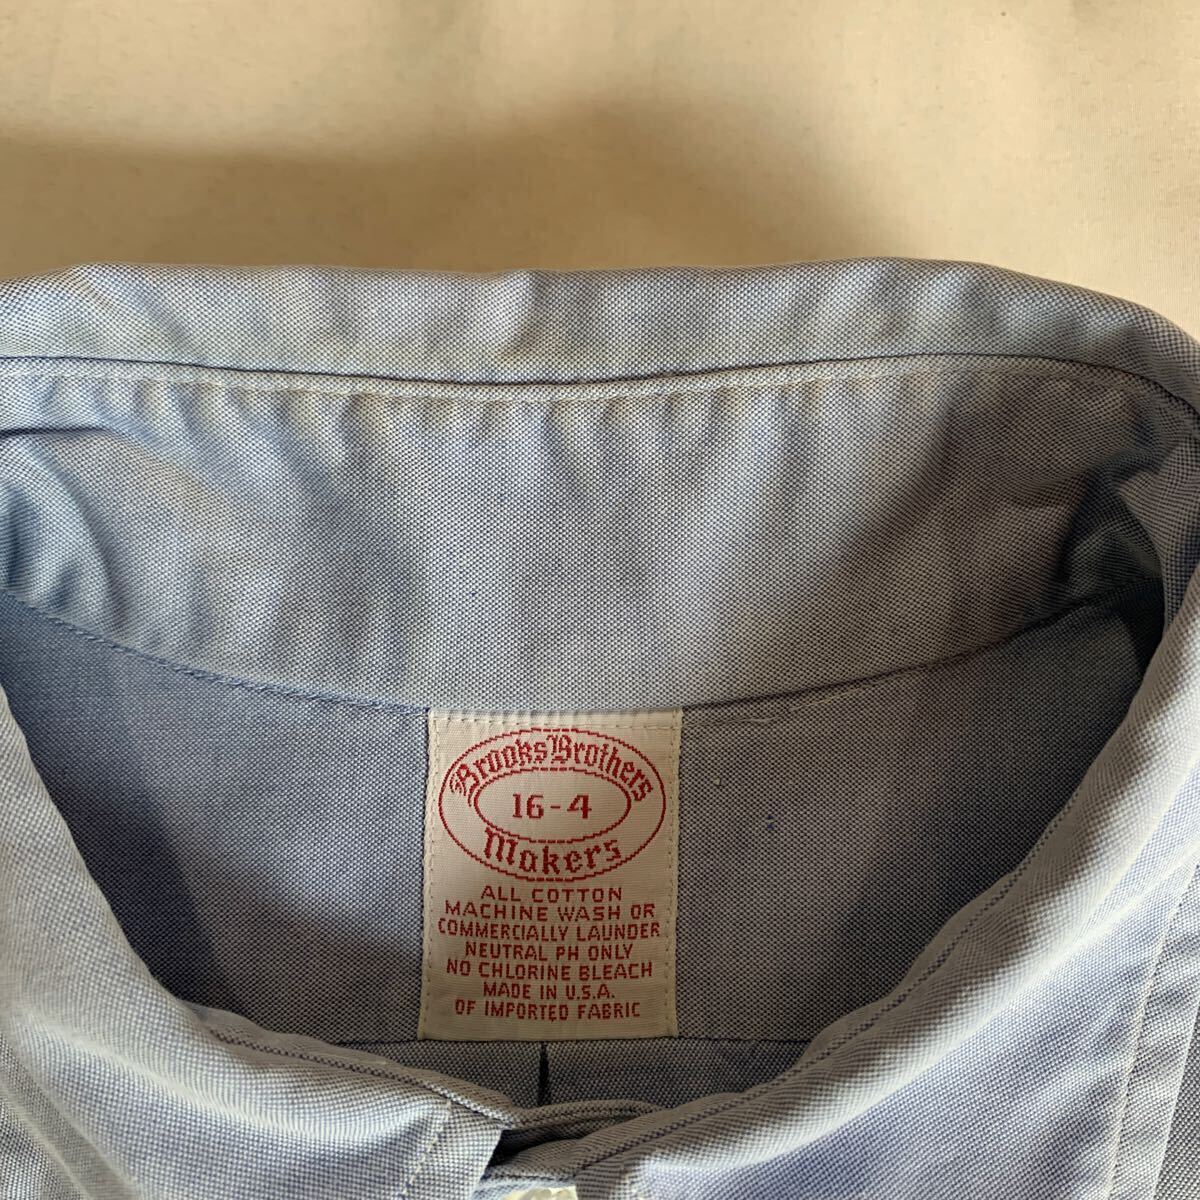 Brooks Brothers
16-4
Makers
ALL COTTON
MACHINE WASH OR
COMMERCIALLY LAUNDER
NEUTRAL PH ONLY
NO CHLORINE BLEACH
MADE IN U.S.A.
OF IMPORTED FABRIC